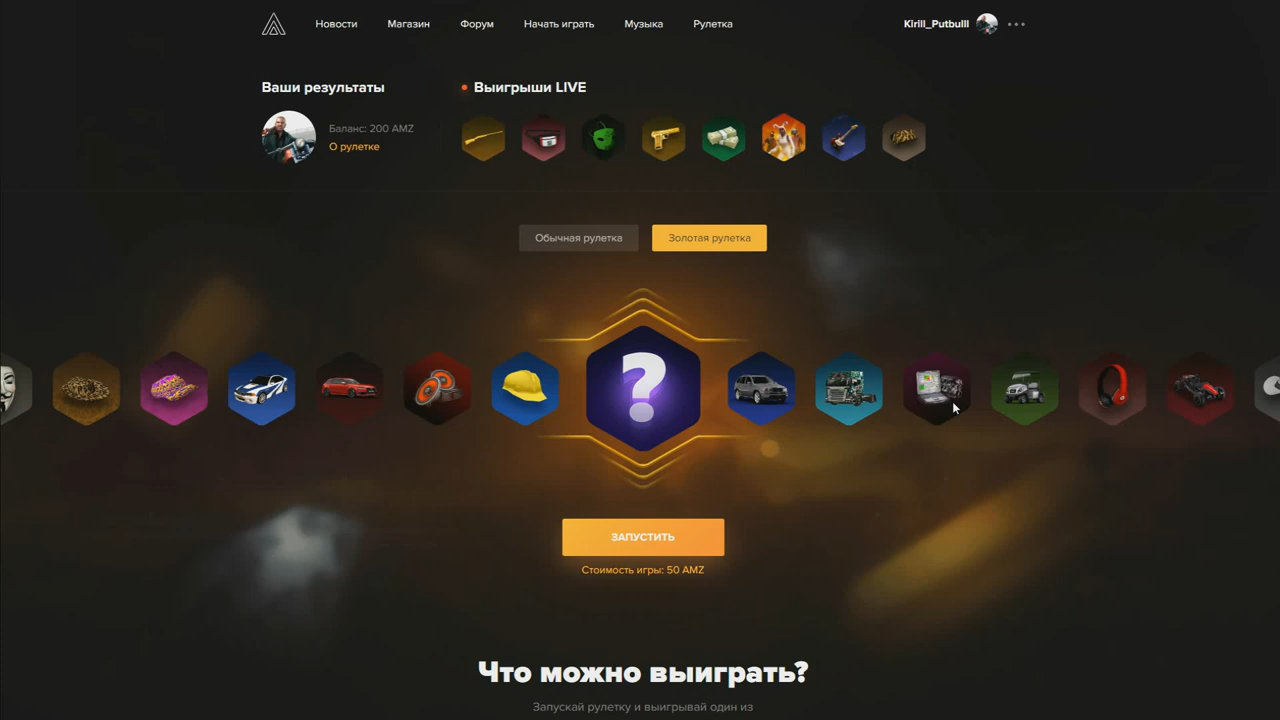 Новости
Магазин
Форум
Начать играть
Музыка
Рулетка
Kirill_Putbulll
Ваши результаты
Баланс: 200 AMZ
О рулетке
Выигрыши LIVE
Обычная рулетка
Золотая рулетка
?
ЗАПУСТИТЬ
Стоимость игры: 50 AMZ
Что можно выиграть?
Запускай рулетку и выигрывай один из